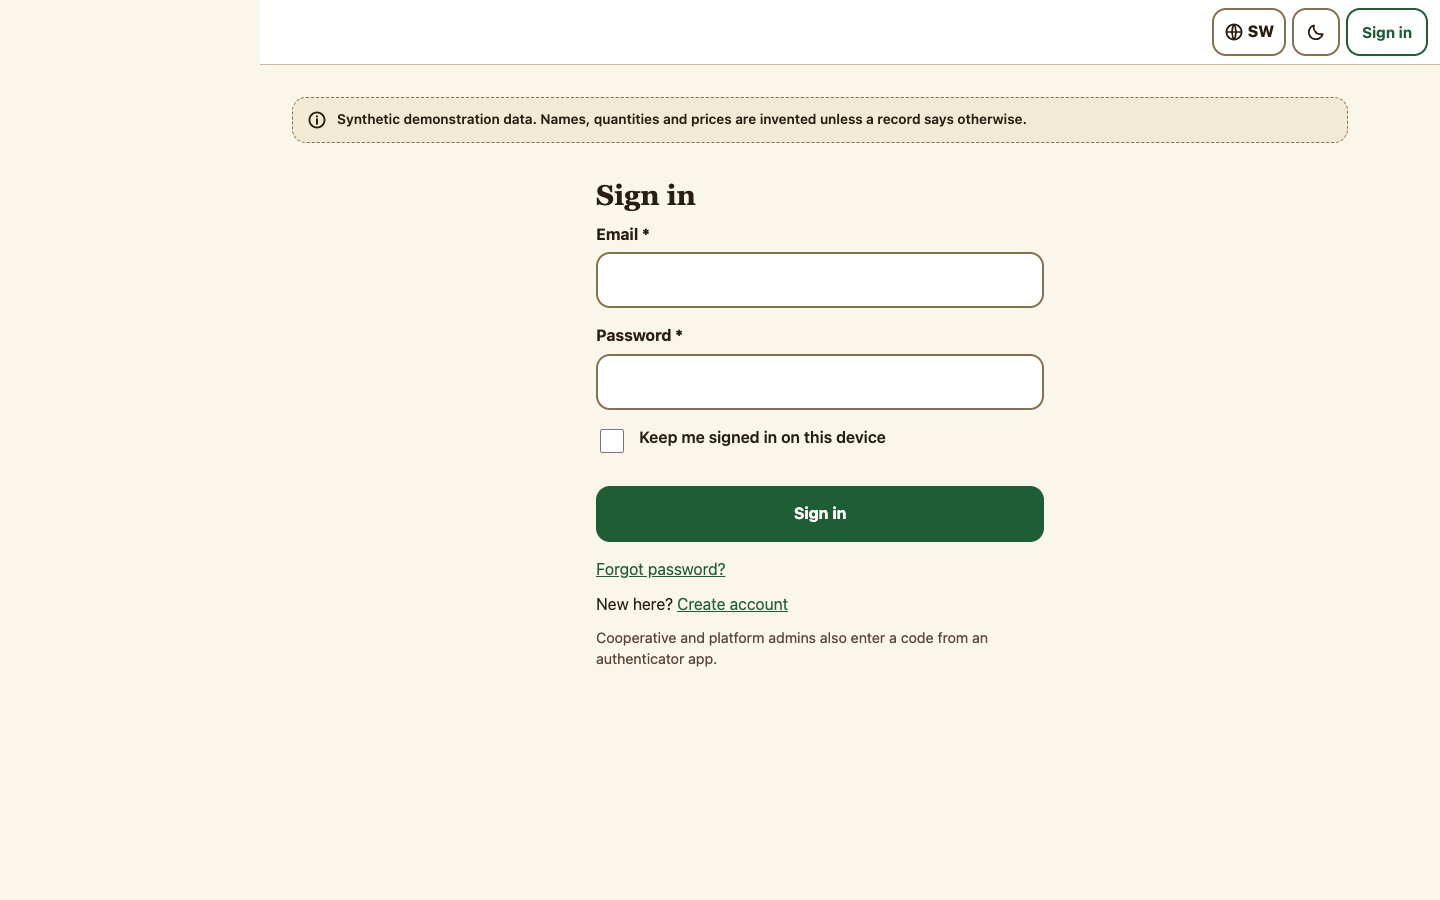 SW
Sign in
Synthetic demonstration data. Names, quantities and prices are invented unless a record says otherwise.
Sign in
Email *
Password *
Keep me signed in on this device
Sign in
Forgot password?
New here? Create account
Cooperative and platform admins also enter a code from an
authenticator app.